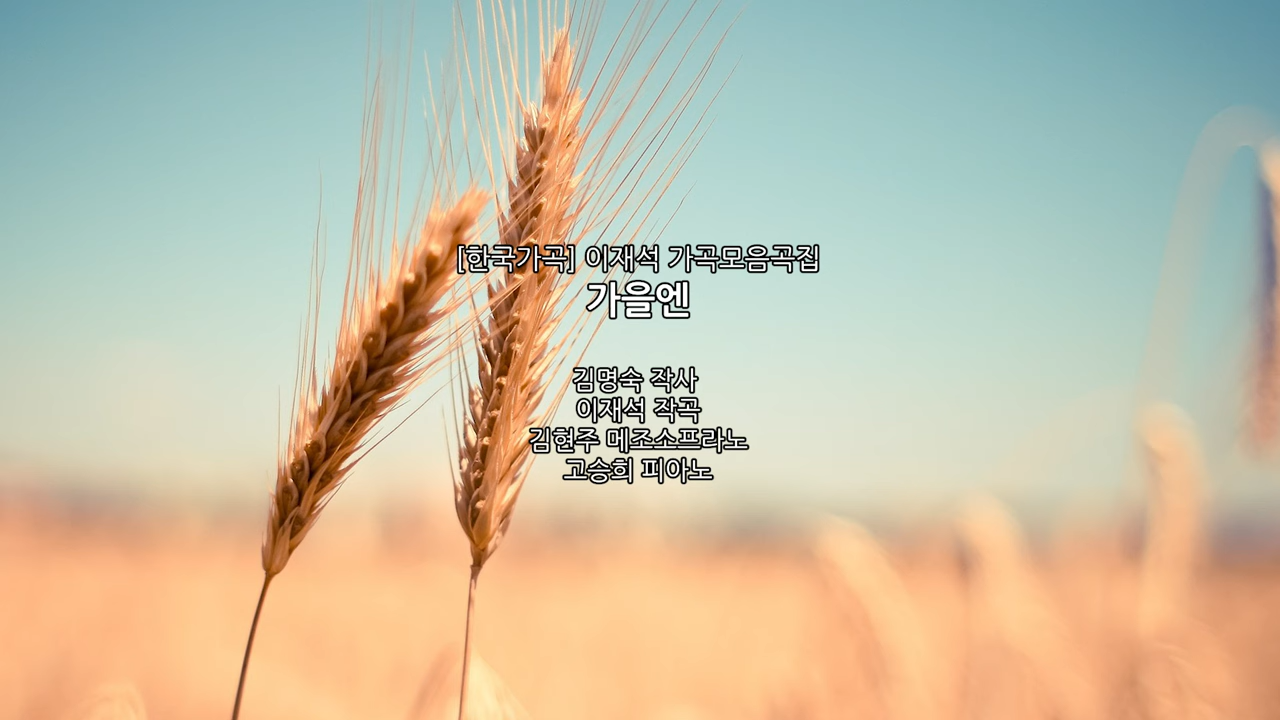 [한국가곡] 이재석 가곡모음곡집
가을엔
김명숙 작사
이재석 작곡
김현주 메조소프라노
고승희 피아노